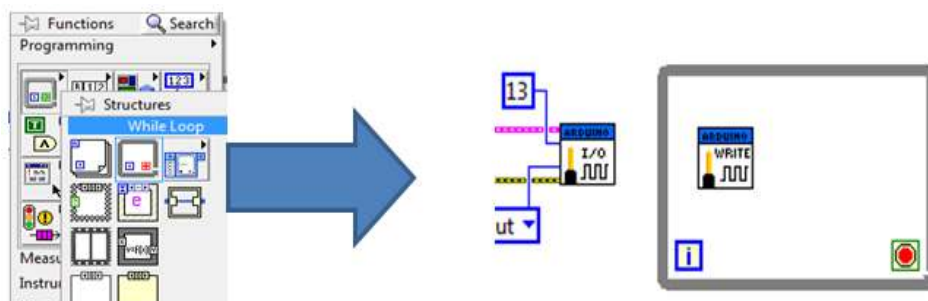 Functions
Search
Programming
Structures
While Loop
Measu
Instru
13
ARDUINO
I/O
ut
ARDUINO
WRITE
i